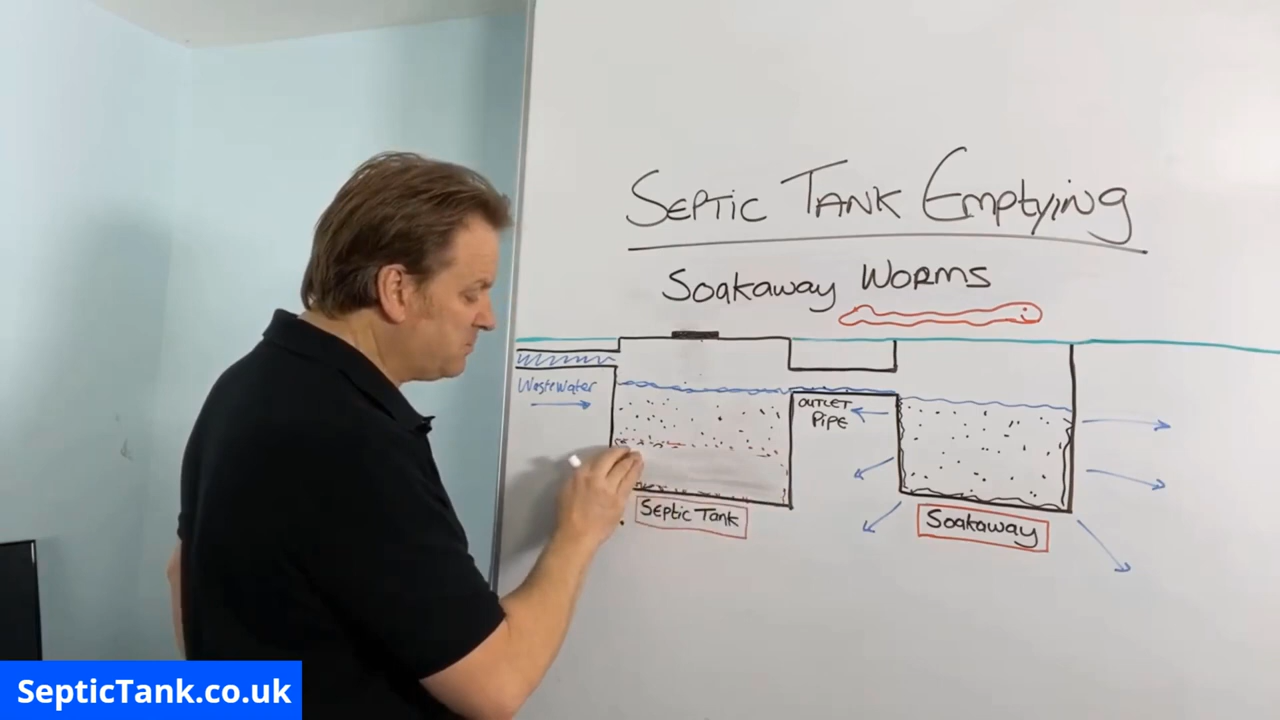 SEPTIC TANK EMPTYING
Soakaway WORMS
WasteWater
OUTLET
PiPE
SEPTic Tank
Soakaway
SepticTank.co.uk